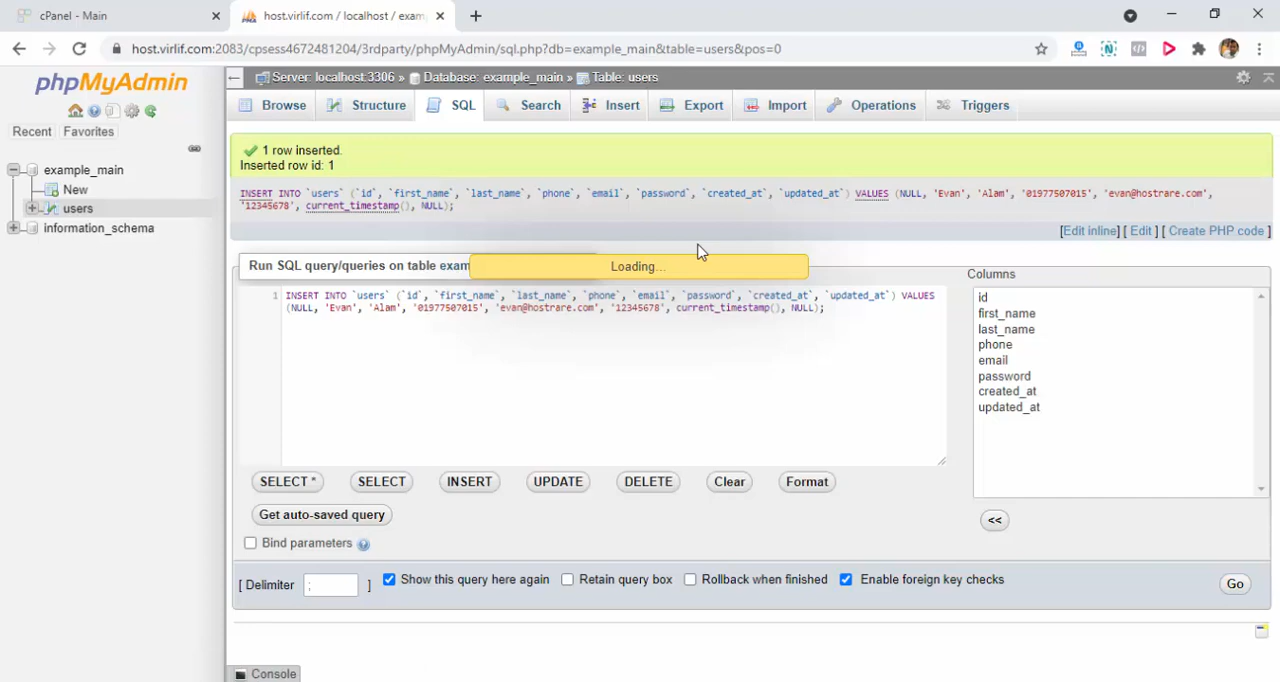 cPanel - Main
host.virlif.com / localhost / exam
host.virlif.com:2083/cpsess4672481204/3rdparty/phpMyAdmin/sql.php?db=example_main&table=users&pos=0
phpMyAdmin
Recent Favorites
example_main
New
users
information_schema
Server: localhost:3306 » Database: example_main » Table: users
Browse Structure SQL Search Insert Export Import Operations Triggers
1 row inserted.
Inserted row id: 1
INSERT INTO `users` (`id`, `first_name`, `last_name`, `phone`, `email`, `password`, `created_at`, `updated_at`) VALUES (NULL, 'Evan', 'Alam', '01977507015', 'evan@hostrare.com',
'12345678', current_timestamp(), NULL);
[Edit inline] [ Edit ] [ Create PHP code ]
Run SQL query/queries on table exam
Loading...
1 INSERT INTO `users` (`id`, `first_name`, `last_name`, `phone`, `email`, `password`, `created_at`, `updated_at`) VALUES
(NULL, 'Evan', 'Alam', '01977507015', 'evan@hostrare.com', '12345678', current_timestamp(), NULL);
Columns
id
first_name
last_name
phone
email
password
created_at
updated_at
SELECT * SELECT INSERT UPDATE DELETE Clear Format
Get auto-saved query
<<
Bind parameters
[ Delimiter ; ] Show this query here again Retain query box Rollback when finished Enable foreign key checks Go
Console